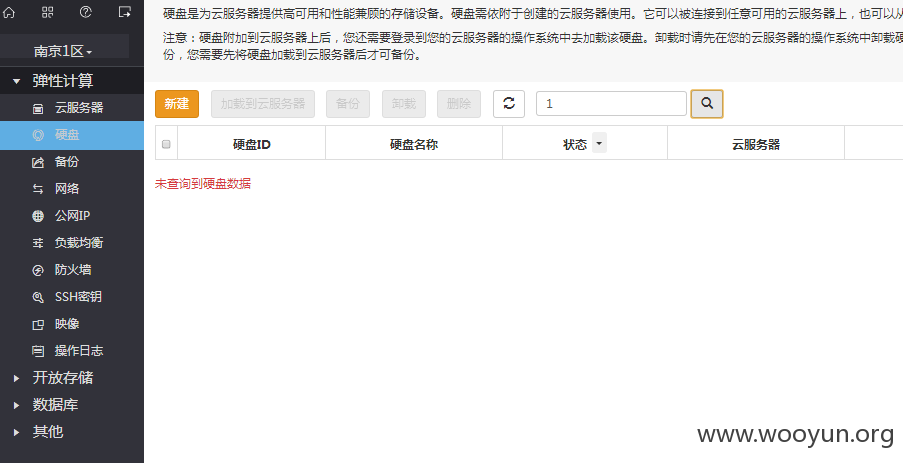 硬盘是为云服务器提供高可用和性能兼顾的存储设备。硬盘需依附于创建的云服务器使用。它可以被连接到任意可用的云服务器上，也可以从
注意：硬盘附加到云服务器上后，您还需要登录到您的云服务器的操作系统中去加载该硬盘。卸载时请先在您的云服务器的操作系统中卸载硬
份，您需要先将硬盘加载到云服务器后才可备份。
南京1区
弹性计算
云服务器
硬盘
备份
网络
公网IP
负载均衡
防火墙
SSH密钥
映像
操作日志
开放存储
数据库
其他
新建 加载到云服务器 备份 卸载 删除 1
硬盘ID 硬盘名称 状态 云服务器
未查询到硬盘数据
www.wooyun.org